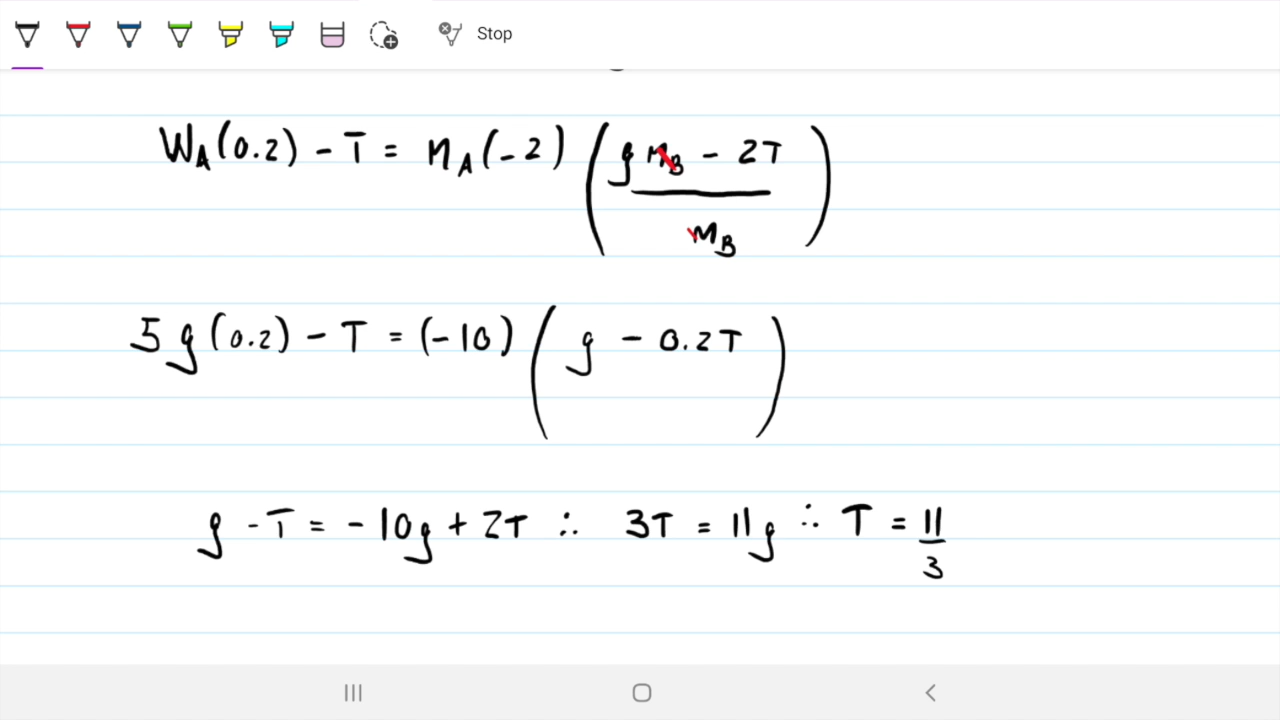 Stop
W_A(0.2) - T = M_A(-2) ( (g M_B - 2T) / M_B )
5g(0.2) - T = (-10) ( g - 0.2T )
g - T = -10g + 2T ∴ 3T = 11g ∴ T = 11/3